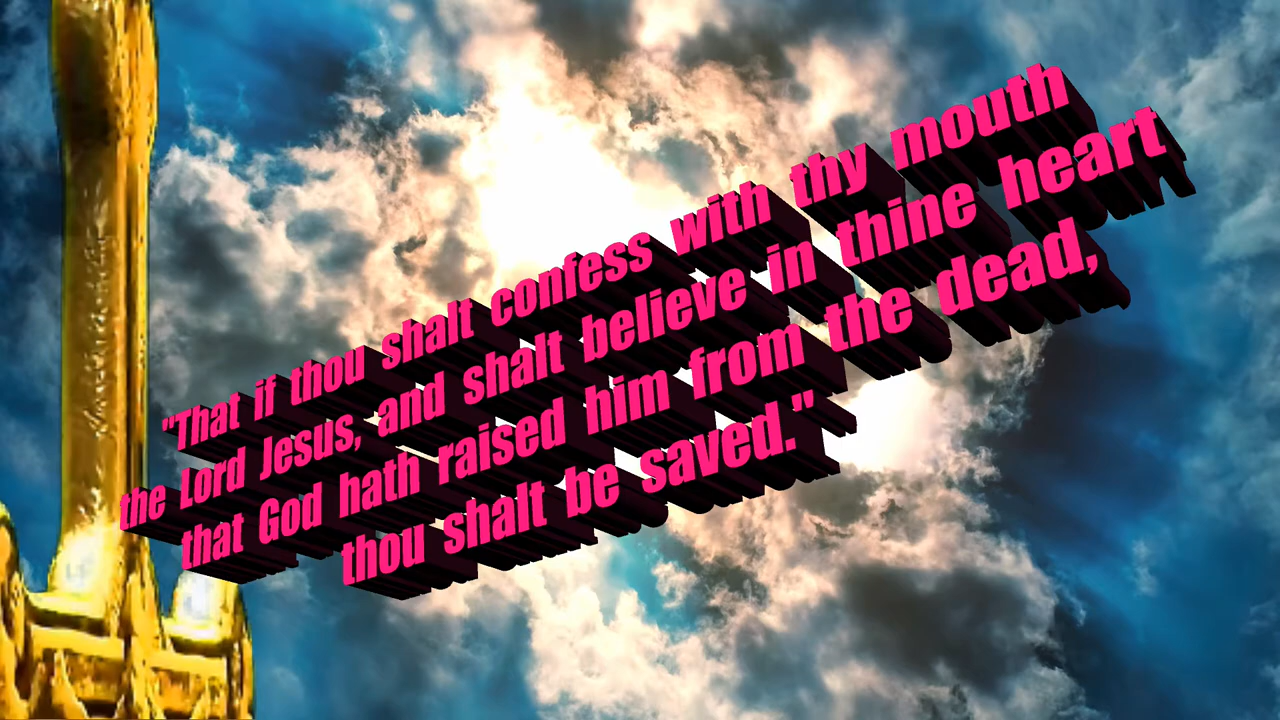 "That if thou shalt confess with thy mouth
the Lord Jesus, and shalt believe in thine heart
that God hath raised him from the dead,
thou shalt be saved."